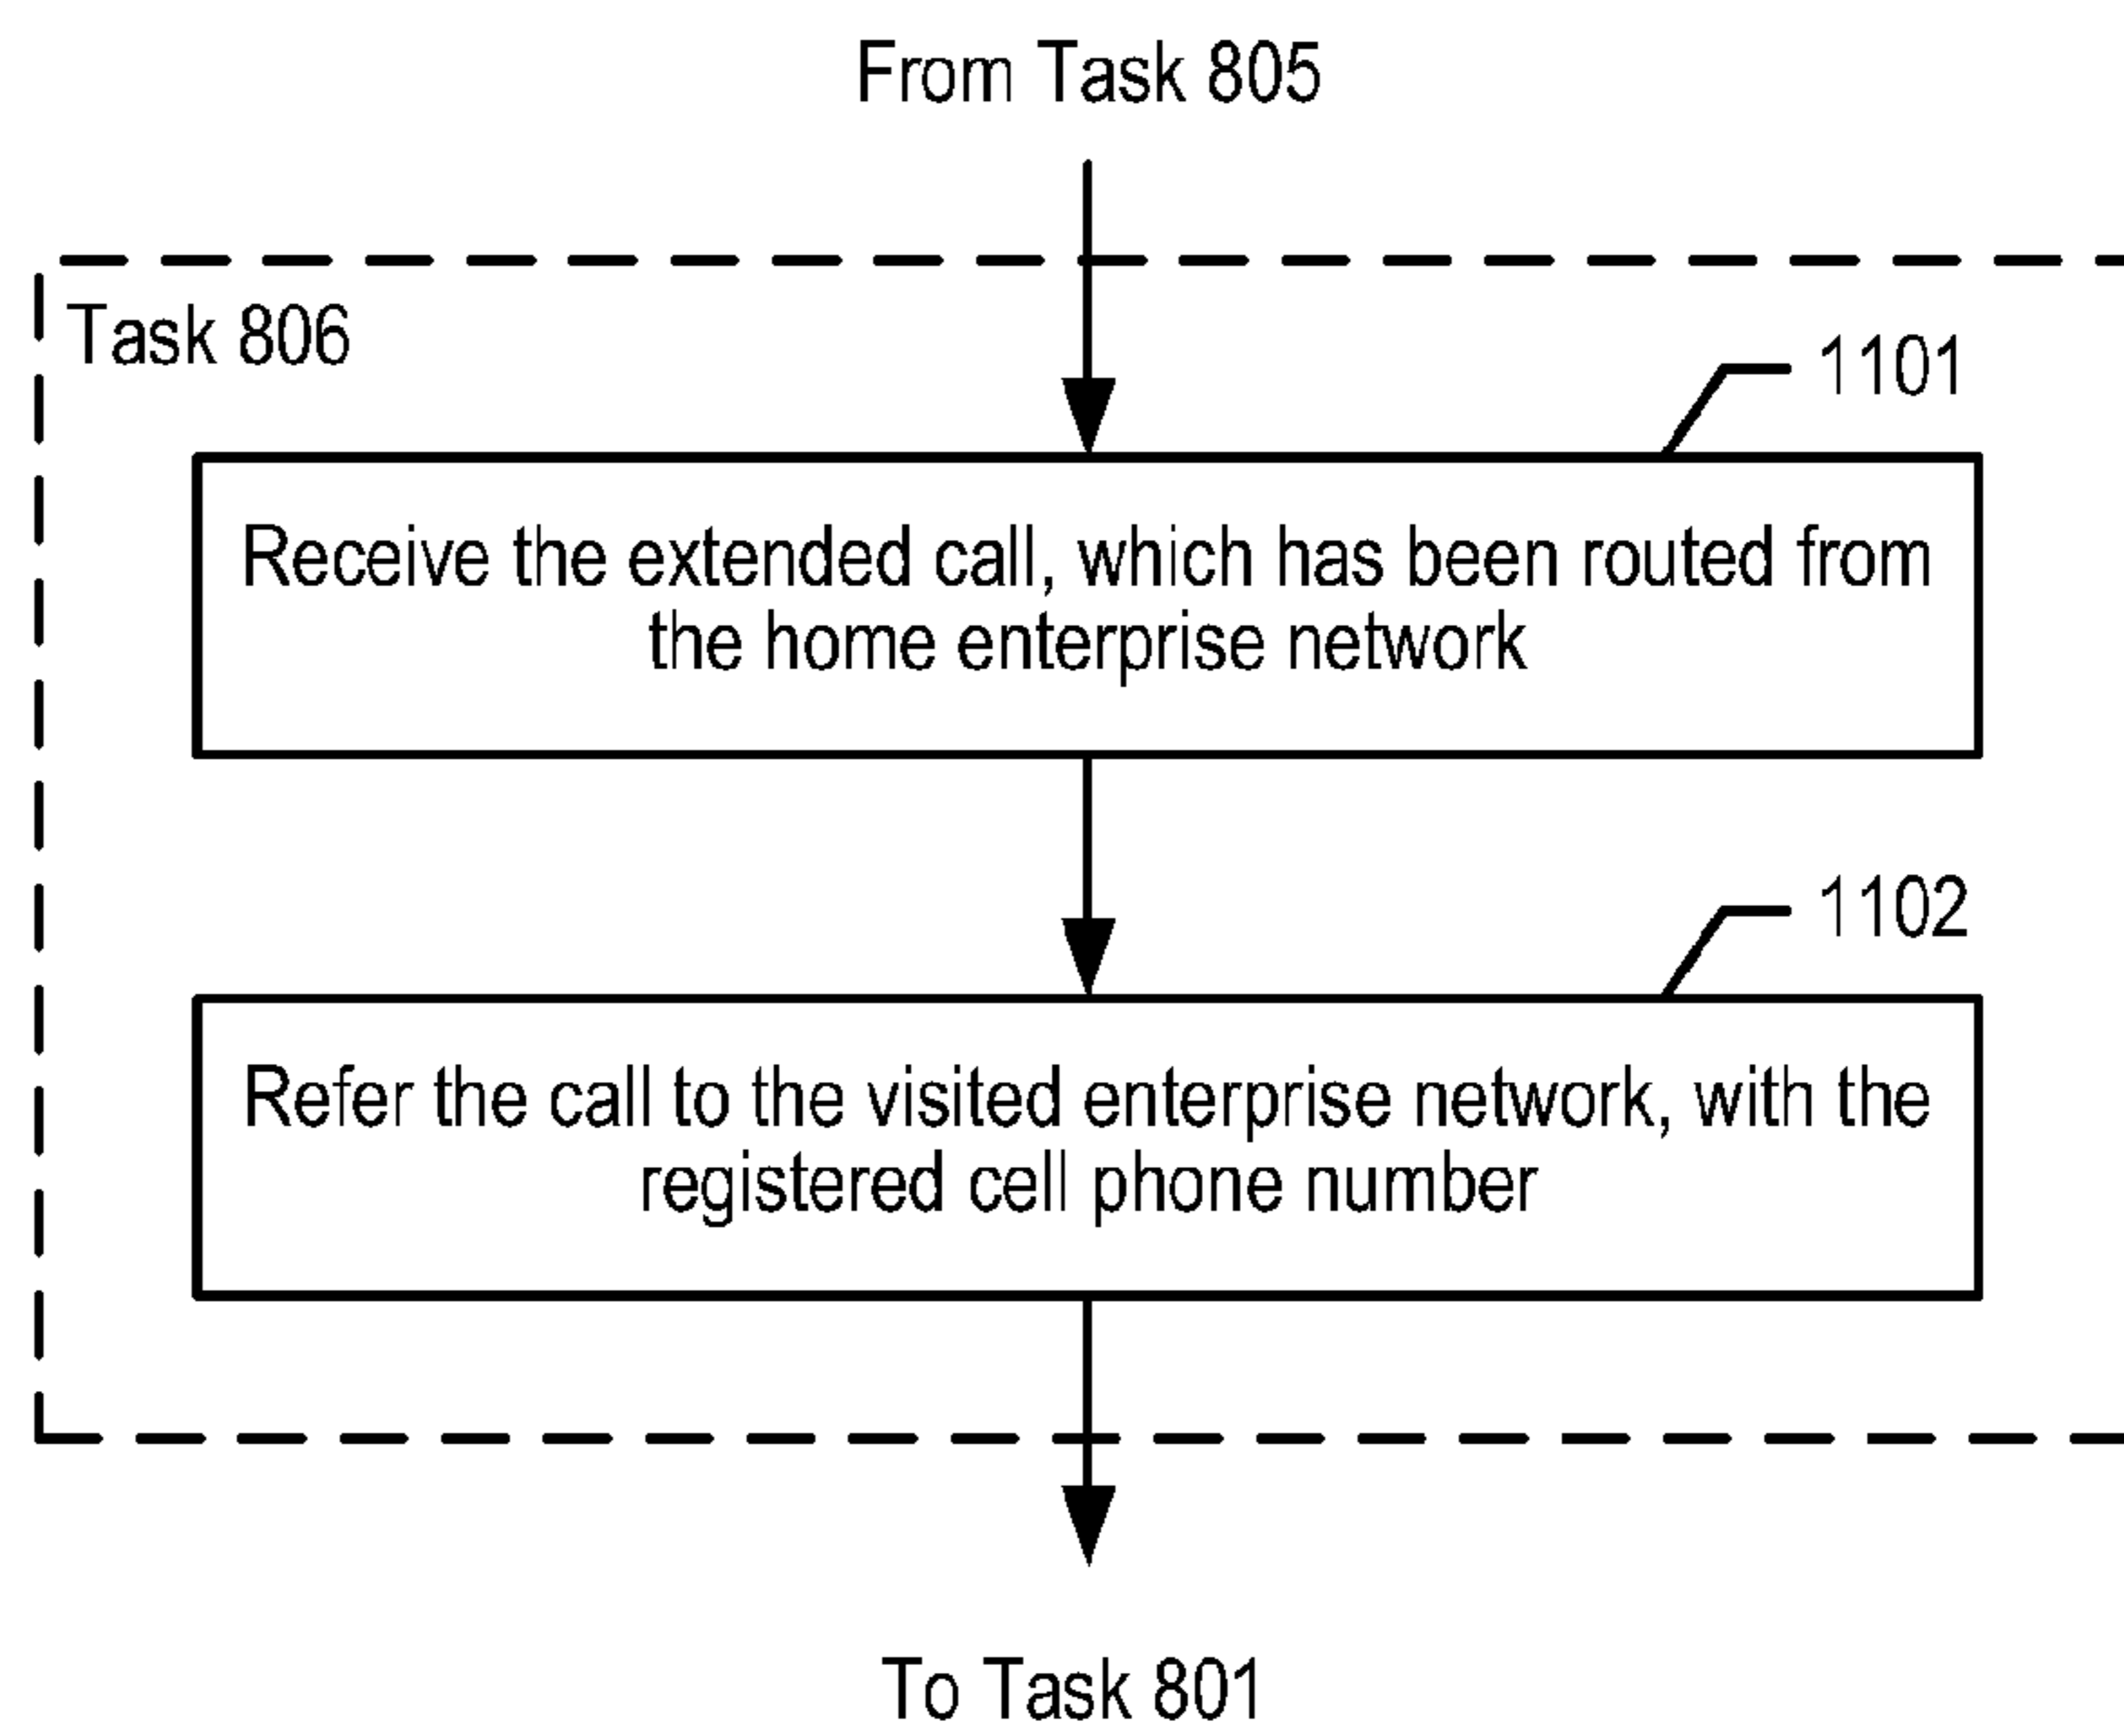 From Task 805
Task 806
1101
Receive the extended call, which has been routed from
the home enterprise network
1102
Refer the call to the visited enterprise network, with the
registered cell phone number
To Task 801